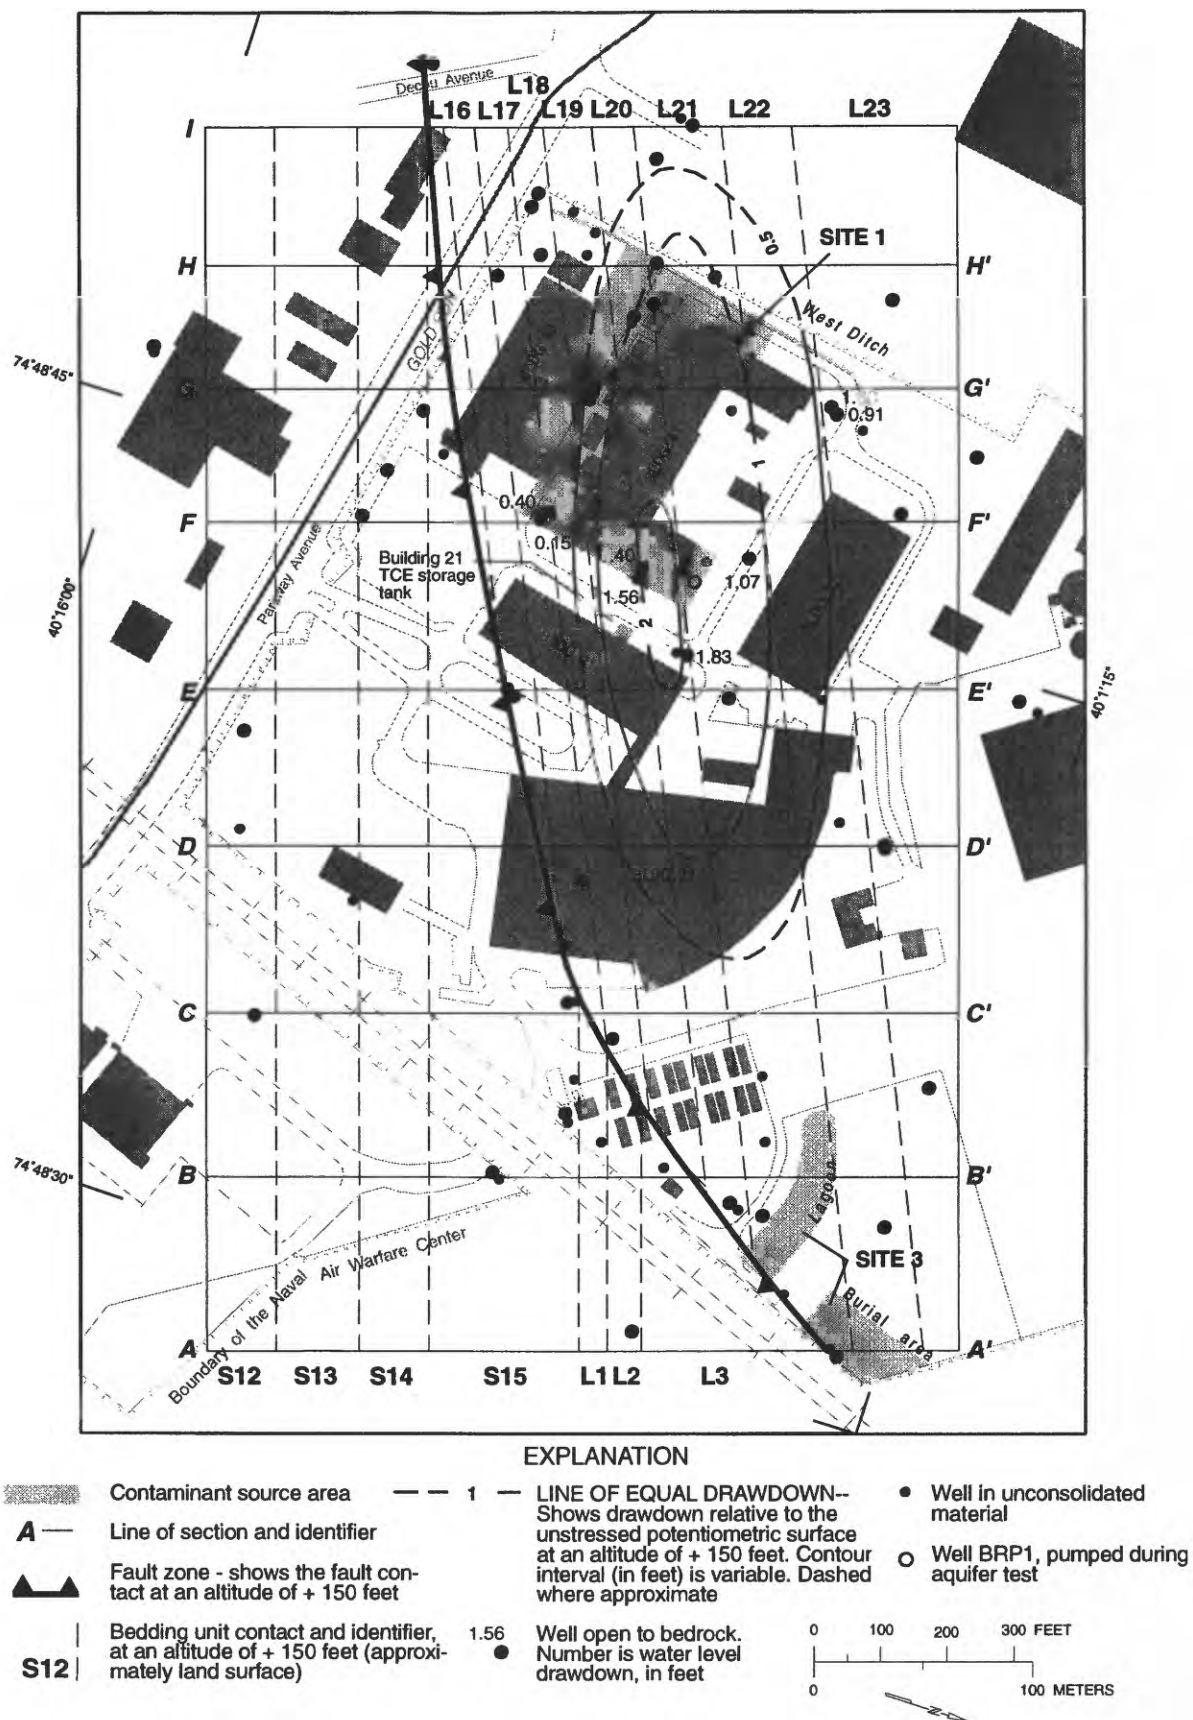 Decou Avenue
L18
L16 L17 L19 L20 L21 L22 L23
I
0.5
SITE 1
H H'
West Ditch
GOLD
74°48'45"
G G'
1.
0.91
1
0.40
F F'
0.15
40
Building 21
TCE storage
tank
1.07
1.56
Parkway Avenue
40°16'00"
2
1.83
E E'
40°1'15"
D D'
C C'
74°48'30"
B B'
Lagoon
Boundary of the Naval Air Warfare Center
SITE 3
Burial area
A A'
S12 S13 S14 S15 L1 L2 L3
EXPLANATION
Contaminant source area
A Line of section and identifier
Fault zone - shows the fault con-
tact at an altitude of + 150 feet
S12 Bedding unit contact and identifier,
at an altitude of + 150 feet (approxi-
mately land surface)
1 LINE OF EQUAL DRAWDOWN--
Shows drawdown relative to the
unstressed potentiometric surface
at an altitude of + 150 feet. Contour
interval (in feet) is variable. Dashed
where approximate
1.56 Well open to bedrock.
Number is water level
drawdown, in feet
Well in unconsolidated
material
Well BRP1, pumped during
aquifer test
0 100 200 300 FEET
0 100 METERS
N